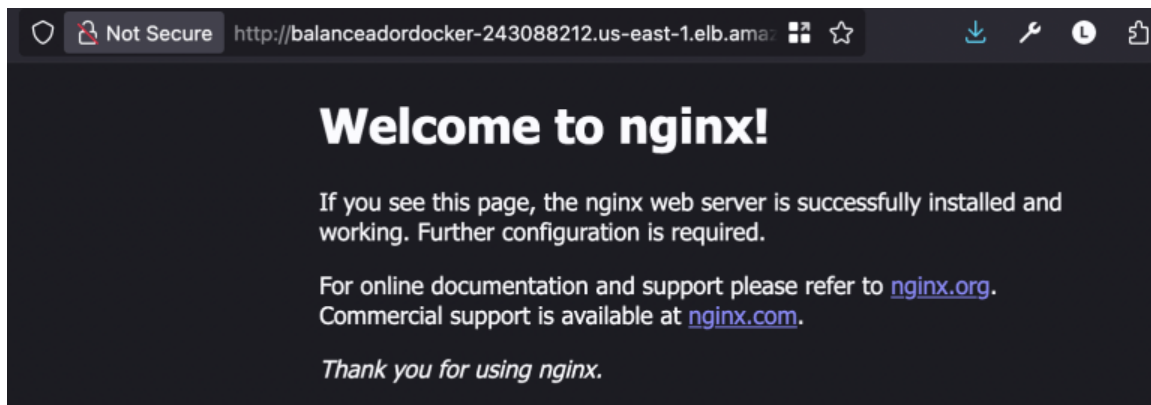 Not Secure http://balanceadordocker-243088212.us-east-1.elb.ama
L
Welcome to nginx!
If you see this page, the nginx web server is successfully installed and
working. Further configuration is required.
For online documentation and support please refer to nginx.org.
Commercial support is available at nginx.com.
Thank you for using nginx.